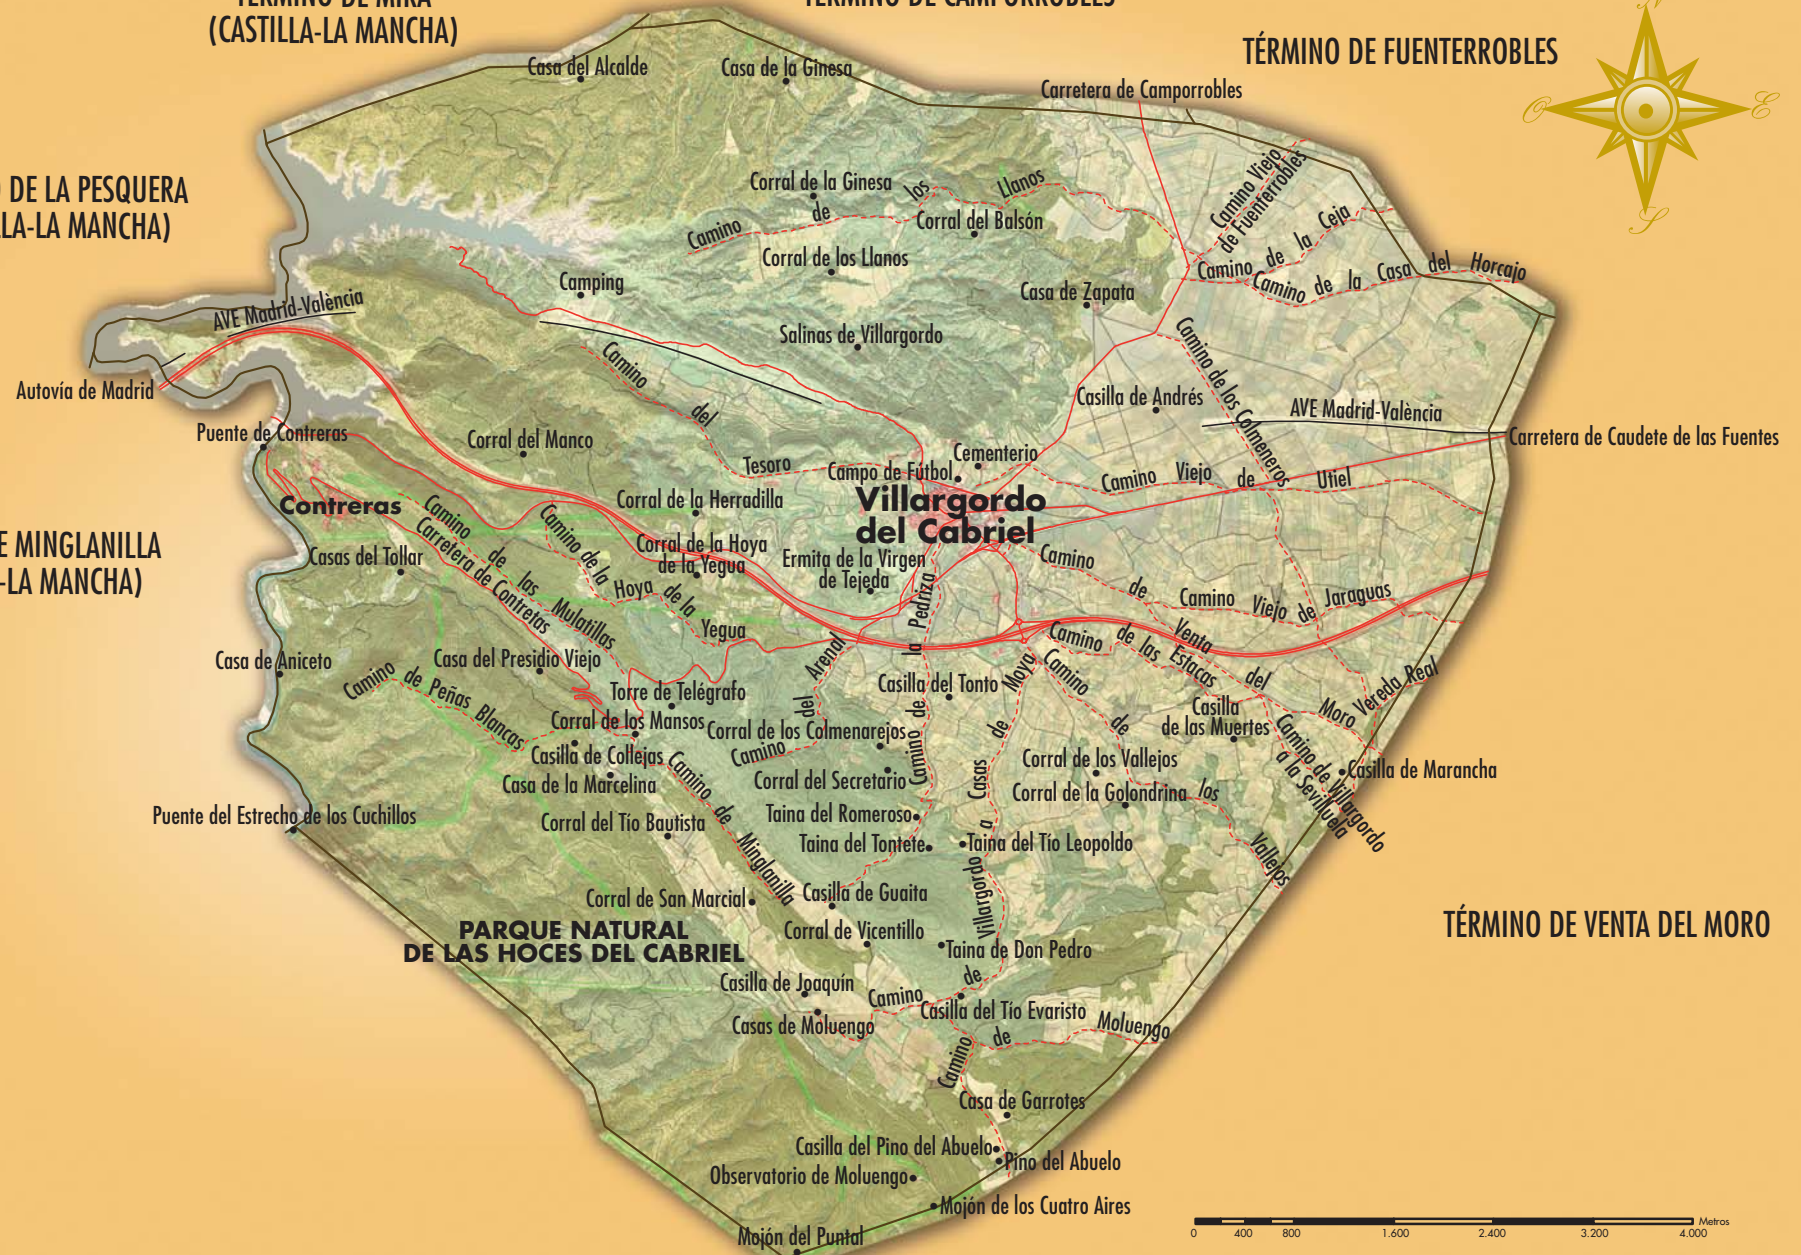 TÉRMINO DE MIRA
(CASTILLA-LA MANCHA)
TÉRMINO DE CAMPORROBLES
TÉRMINO DE FUENTERROBLES
N
O
E
S
Casa del Alcalde
Casa de la Ginesa
Carretera de Camporrobles
DE LA PESQUERA
LLA-LA MANCHA)
Corral de la Ginesa
Camino de los Llanos
Corral del Balsón
Camino Viejo
de Fuenterrobles
Camino de la Ceja
Camino de la Casa del Horcajo
Corral de los Llanos
Camping
Casa de Zapata
AVE Madrid-València
Salinas de Villargordo
Camino de los Colmeneros
Autovía de Madrid
Camino del Tesoro
Casilla de Andrés
AVE Madrid-València
Carretera de Caudete de las Fuentes
Puente de Contreras
Corral del Manco
Cementerio
Campo de Fútbol
Camino Viejo de Utiel
Villargordo
del Cabriel
Contreras
Corral de la Herradilla
E MINGLANILLA
-LA MANCHA)
Casas del Tollar
Camino de las Mulatillas
Carretera de Contretas
Camino de la Hoya de la Yegua
Corral de la Hoya
de la Yegua
Ermita de la Virgen
de Tejeda
Camino de la Pedriza
Camino Viejo de Jaraguas
Camino de Venta del Moro
Camino de las Estacas
Vereda Real
Casa de Aniceto
Casa del Presidio Viejo
Camino de Peñas Blancas
Torre de Telégrafo
Corral de los Mansos
Camino del Arenal
Casilla del Tonto
Corral de los Colmenarejos
Casilla
de las Muertes
Camino de Villargordo
a la Sevilluela
Casilla de Marancha
Casilla de Collejas
Casa de la Marcelina
Corral del Secretario
Corral de los Vallejos
Corral de la Golondrina
Camino de los Vallejos
Puente del Estrecho de los Cuchillos
Corral del Tío Bautista
Camino de Minglanilla
Taina del Romeroso
Taina del Tontete
Taina del Tío Leopoldo
Camino de Villargordo a Casas de Moya
Corral de San Marcial
Casilla de Guaita
PARQUE NATURAL
DE LAS HOCES DEL CABRIEL
Corral de Vicentillo
Taina de Don Pedro
TÉRMINO DE VENTA DEL MORO
Casilla de Joaquín
Casas de Moluengo
Casilla del Tío Evaristo
Camino de Moluengo
Casa de Garrotes
Casilla del Pino del Abuelo
Pino del Abuelo
Observatorio de Moluengo
Mojón de los Cuatro Aires
Mojón del Puntal
Metros
0 400 800 1.600 2.400 3.200 4.000